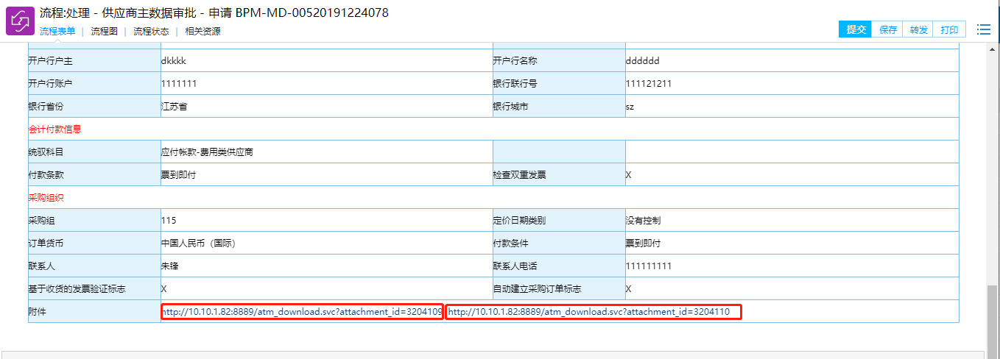 流程:处理 - 供应商主数据审批 - 申请 BPM-MD-00520191224078
流程表单 | 流程图 | 流程状态 | 相关资源
提交 保存 转发 打印
开户行户主 dkkkk 开户行名称 dddddd
开户行账户 1111111 银行联行号 111121211
银行省份 江苏省 银行城市 sz
会计付款信息
统驭科目 应付帐款-费用类供应商
付款条款 票到即付 检查双重发票 X
采购组织
采购组 115 定价日期类别 没有控制
订单货币 中国人民币（国际） 付款条件 票到即付
联系人 朱锋 联系人电话 111111111
基于收货的发票验证标志 X 自动建立采购订单标志 X
附件 http://10.10.1.82:8889/atm_download.svc?attachment_id=3204109 http://10.10.1.82:8889/atm_download.svc?attachment_id=3204110